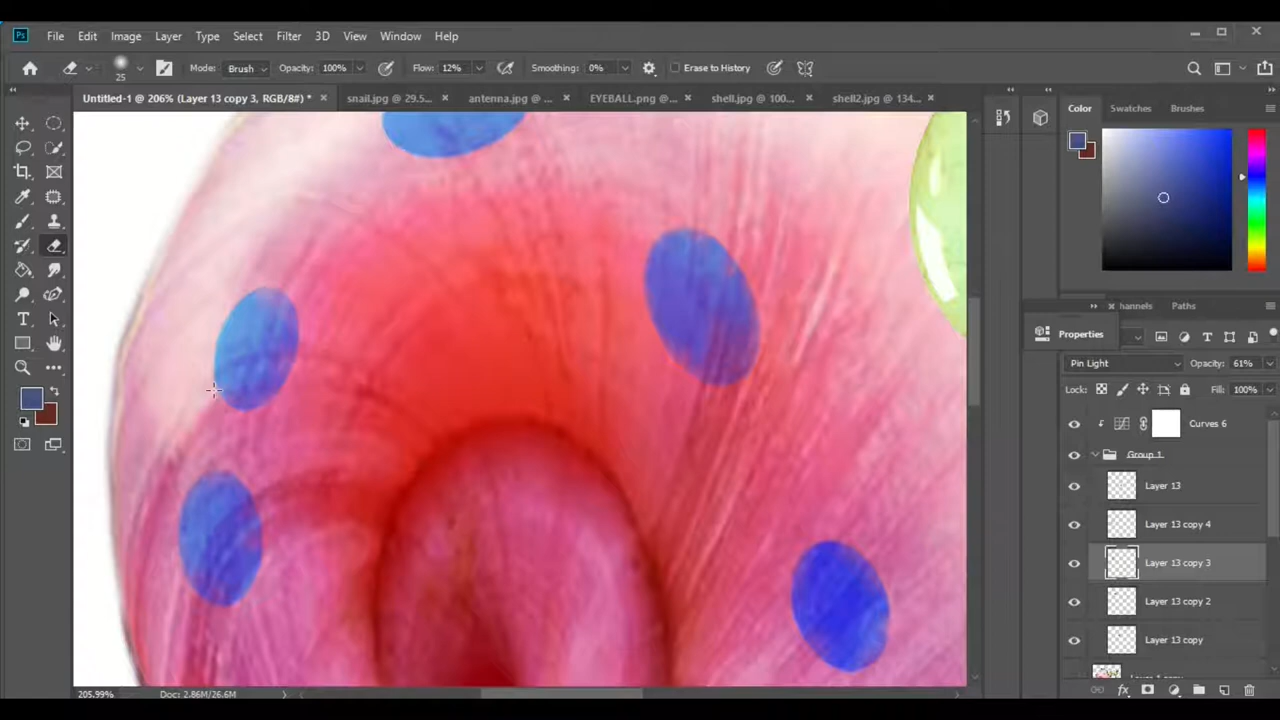 Ps File Edit Image Layer Type Select Filter 3D View Window Help
25 Mode: Brush Opacity: 100% Flow: 12% Smoothing: 0% Erase to History
Untitled-1 @ 206% (Layer 13 copy 3, RGB/8#) * × snail.jpg @ 29.5... × antenna.jpg @ ... × EYEBALL.png @... × shell.jpg @ 100... × shell2.jpg @ 134... ×
Color Swatches Brushes
hannels Paths
Properties
Pin Light Opacity: 61%
Lock: Fill: 100%
Curves 6
Group 1
Layer 13
Layer 13 copy 4
Layer 13 copy 3
Layer 13 copy 2
Layer 13 copy
205.99% Doc: 2.86M/26.6M
fx